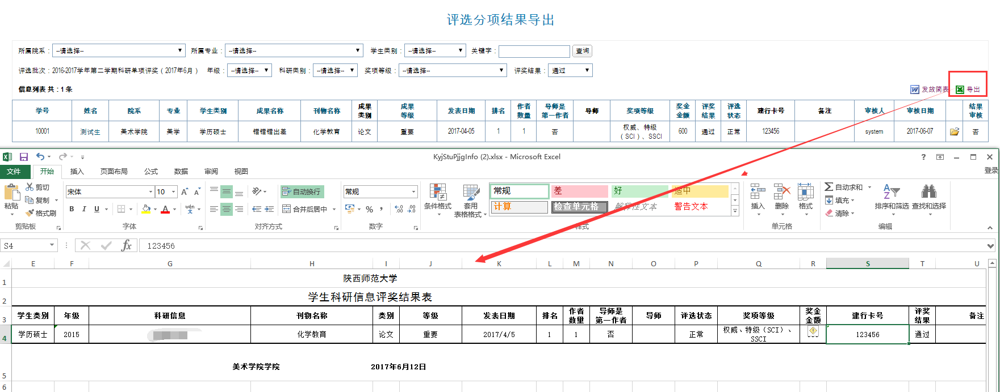 评选分项结果导出
所属院系： --请选择-- 所属专业： --请选择-- 学生类别： --请选择-- 关键字： 查询
评选批次：2016-2017学年第二学期科研单项评奖（2017年6月） 年级： --请选择-- 科研类别： --请选择-- 奖项等级： --请选择-- 评奖结果： 通过
信息列表 共：1 条 发放简表 导出
学号 姓名 院系 专业 学生类别 成果名称 刊物名称 成果类别 成果等级 发表日期 排名 作者数量 导师是第一作者 导师 奖项等级 奖金金额 评奖结果 评选状态 建行卡号 备注 审核人 审核日期 结果审核
10001 测试生 美术学院 美学 学历硕士 错错错出差 化学教育 论文 重要 2017-04-05 1 1 否 权威、特级（SCI）、SSCI 600 通过 正常 123456 system 2017-06-07 否
KyjStuPjjgInfo (2).xlsx - Microsoft Excel ?
文件 开始 插入 页面布局 公式 数据 审阅 视图 登录
粘贴 剪切 复制 格式刷 宋体 10 B I U 自动换行 合并后居中 常规 % 条件格式 套用表格格式 常规 差 好 适中 计算 检查单元格 解释性文本 警告文本 插入 删除 格式 自动求和 填充 清除 排序和筛选 查找和选择
剪贴板 字体 对齐方式 数字 样式 单元格 编辑
S4 fx 123456
E F G H I J K L M N O P Q R S T U
1 陕西师范大学
2 学生科研信息评奖结果表
3 学生类别 年级 科研信息 刊物名称 类别 等级 发表日期 排名 作者数量 导师是第一作者 导师 评选状态 奖项等级 奖金金额 建行卡号 评奖结果 备注
4 学历硕士 2015 化学教育 论文 重要 2017/4/5 1 1 否 正常 权威、特级（SCI）、SSCI 123456 通过
5 美术学院学院 2017年6月12日
6